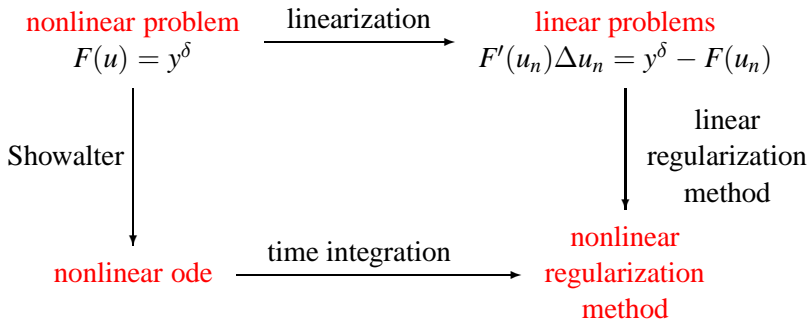 nonlinear problem
F(u) = y^δ
linearization
linear problems
F′(u_n)Δu_n = y^δ − F(u_n)
Showalter
linear
regularization
method
nonlinear ode
time integration
nonlinear
regularization
method